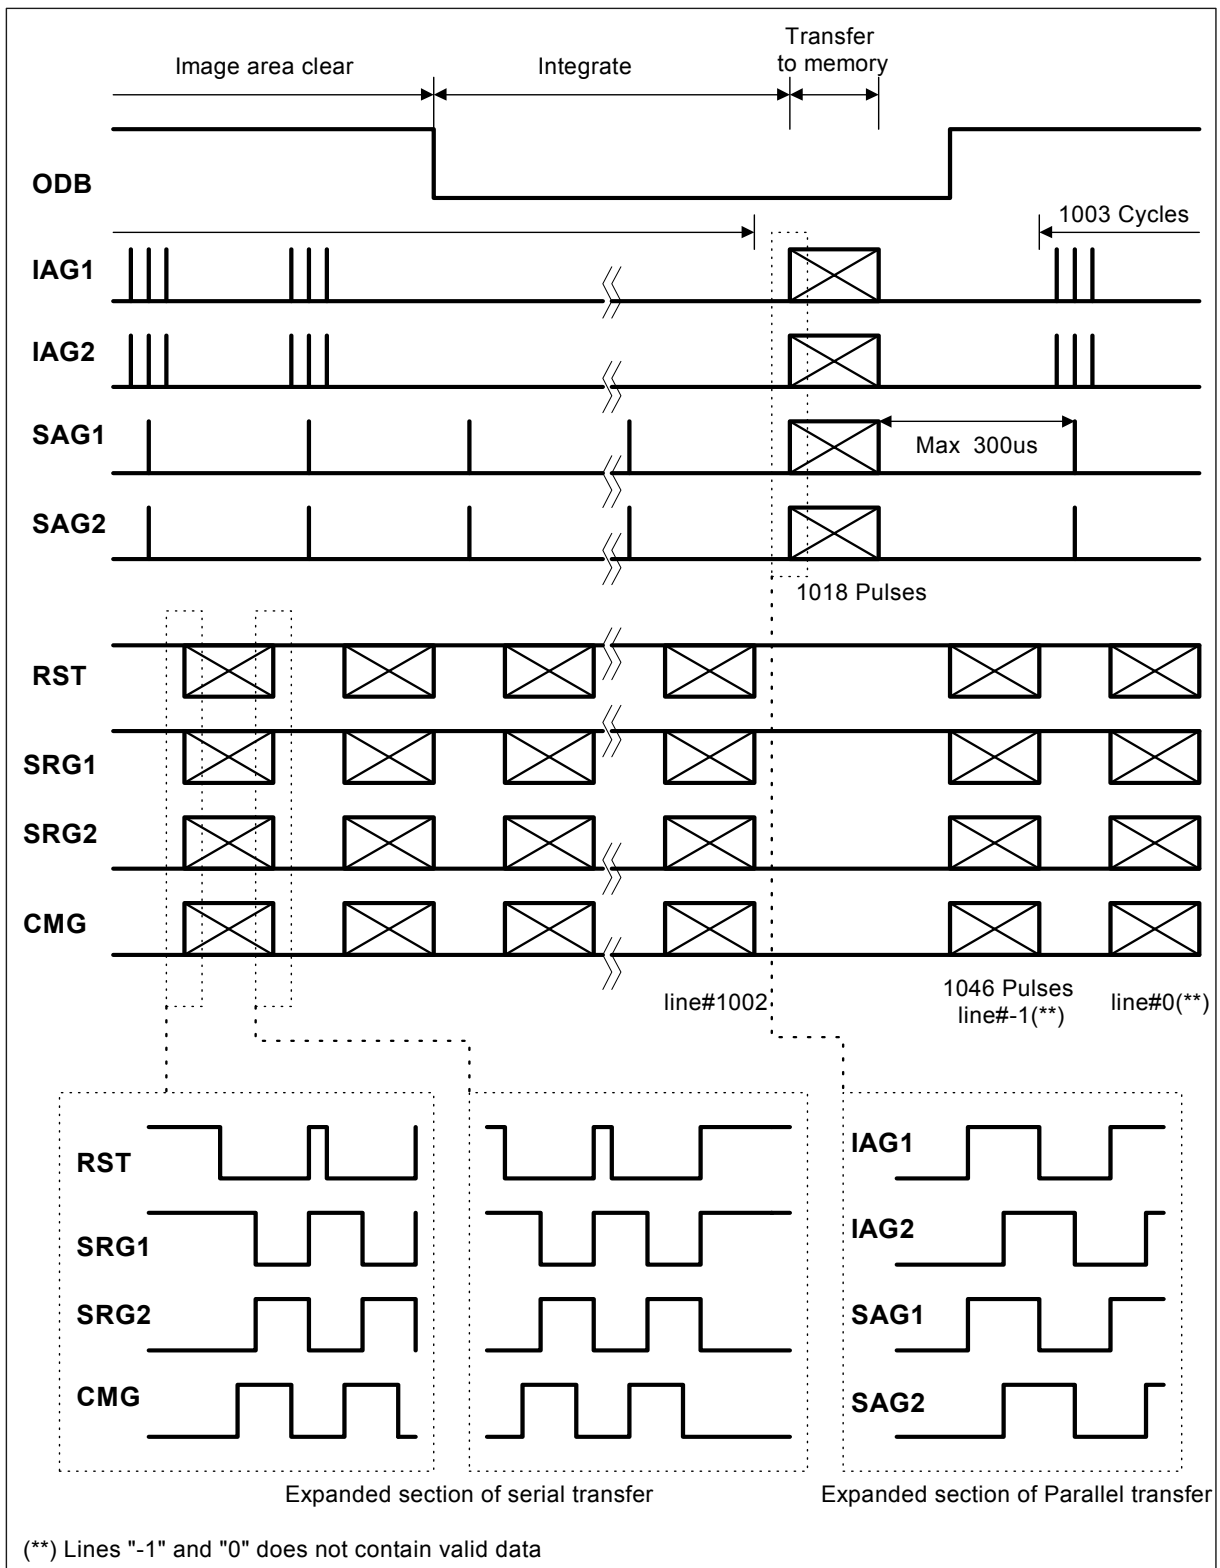 Transfer
to memory
Image area clear
Integrate
ODB
1003 Cycles
IAG1
IAG2
SAG1
Max 300us
SAG2
1018 Pulses
RST
SRG1
SRG2
CMG
line#1002
1046 Pulses
line#-1(**)
line#0(**)
RST
SRG1
SRG2
CMG
IAG1
IAG2
SAG1
SAG2
Expanded section of serial transfer
Expanded section of Parallel transfer
(**) Lines "-1" and "0" does not contain valid data